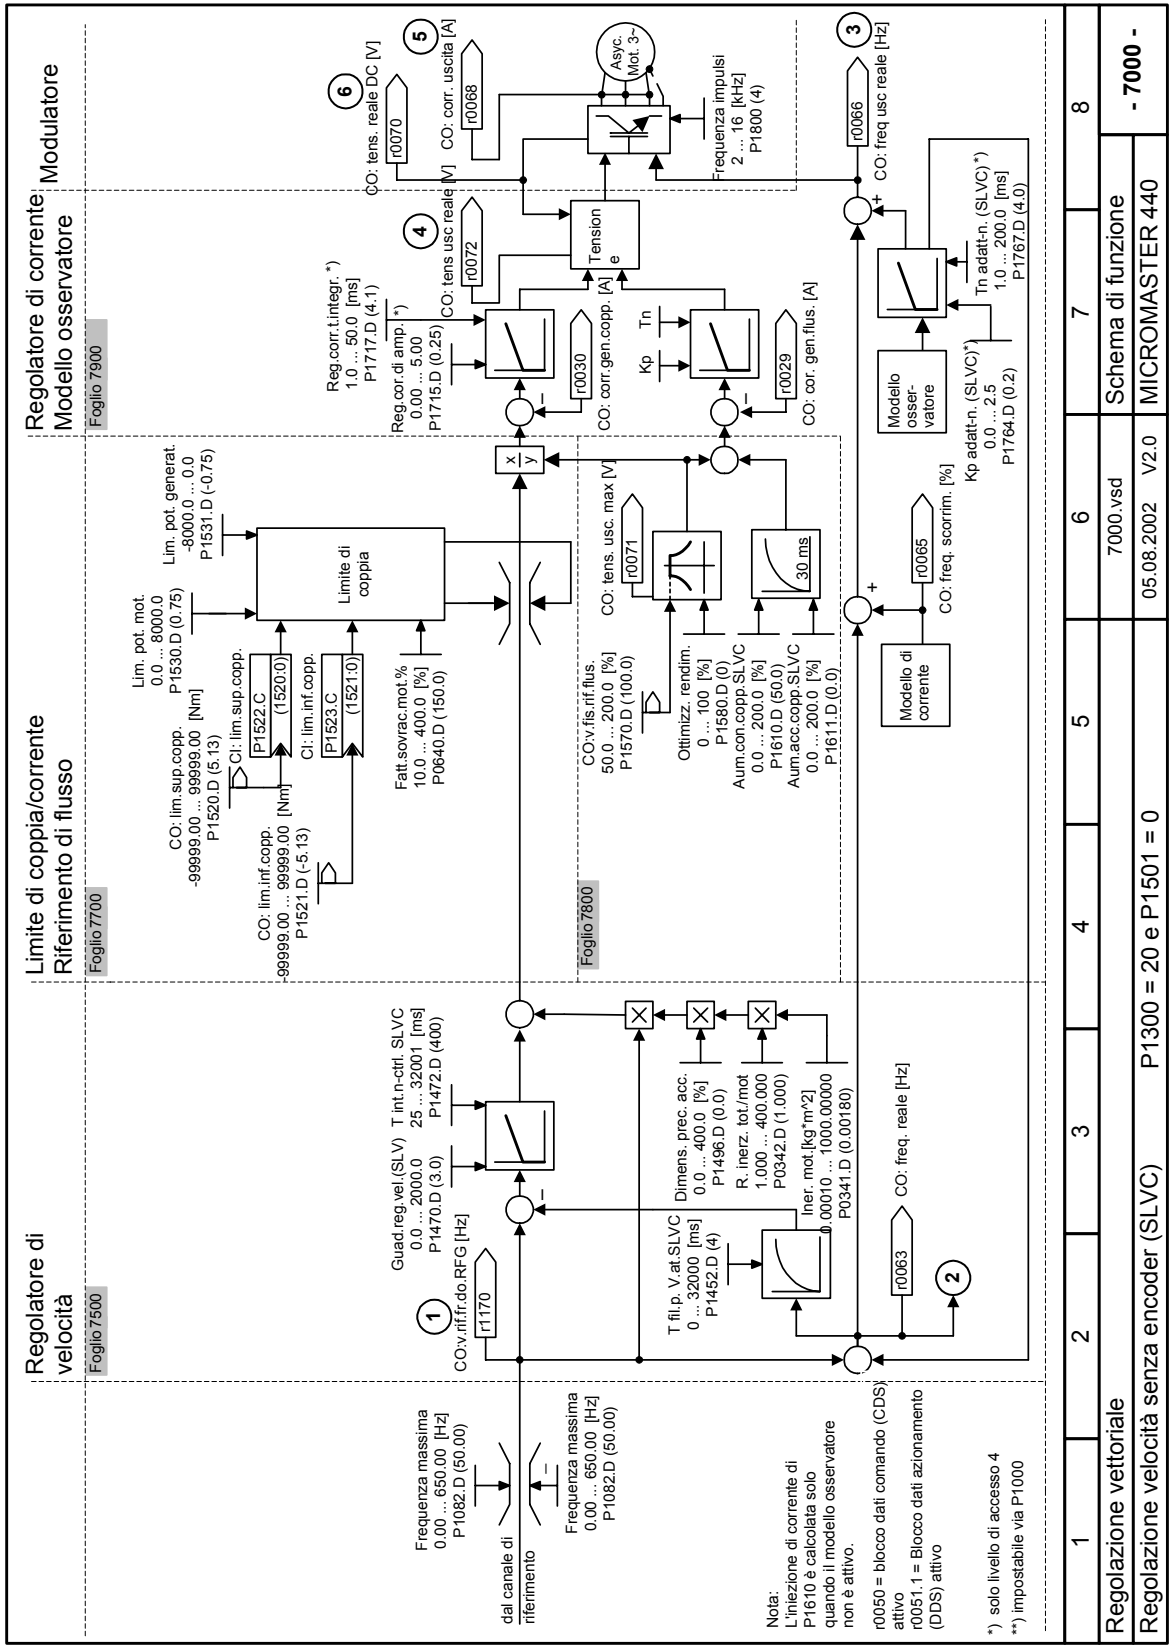 Regolatore di
velocità
Limite di coppia/corrente
Riferimento di flusso
Regolatore di corrente
Modello osservatore
Modulatore
Foglio 7500
Foglio 7700
Foglio 7900
Foglio 7800
dal canale di
riferimento
Frequenza massima
0.00 ... 650.00 [Hz]
P1082.D (50.00)
Frequenza massima
0.00 ... 650.00 [Hz]
P1082.D (50.00)
–
1
CO:v.rif.fr.do.RFG [Hz]
r1170
Guad.reg.vel.(SLV)
0.0 ... 2000.0
P1470.D (3.0)
T int.n-ctrl. SLVC
25 ... 32001 [ms]
P1472.D (400)
–
T fil.p. V.at.SLVC
0 ... 32000 [ms]
P1452.D (4)
Dimens. prec. acc.
0.0 ... 400.0 [%]
P1496.D (0.0)
R. inerz. tot./mot
1.000 ... 400.000
P0342.D (1.000)
Iner. mot.[kg*m^2]
0.00010 ... 1000.00000
P0341.D (0.00180)
CO: freq. reale [Hz]
r0063
2
CO: lim.sup.copp.
-99999.00 ... 99999.00 [Nm]
P1520.D (5.13)
CO: lim.inf.copp.
-99999.00 ... 99999.00 [Nm]
P1521.D (-5.13)
CI: lim.sup.copp.
P1522.C
(1520:0)
CI: lim.inf.copp.
P1523.C
(1521:0)
Lim. pot. mot.
0.0 ... 8000.0
P1530.D (0.75)
Lim. pot. generat.
-8000.0 ... 0.0
P1531.D (-0.75)
Fatt.sovrac.mot.%
10.0 ... 400.0 [%]
P0640.D (150.0)
Limite di
coppia
CO:v.fis.rif.flus.
50.0 ... 200.0 [%]
P1570.D (100.0)
Ottimizz. rendim.
0 ... 100 [%]
P1580.D (0)
Aum.con.copp.SLVC
0.0 ... 200.0 [%]
P1610.D (50.0)
Aum.acc.copp.SLVC
0.0 ... 200.0 [%]
P1611.D (0.0)
CO: tens. usc. max [V]
r0071
30 ms
x
y
Reg.corr.t.integr. *)
1.0 ... 50.0 [ms]
P1717.D (4.1)
Reg.cor.di amp. *)
0.00 ... 5.00
P1715.D (0.25)
–
r0030
CO: corr.gen.copp. [A]
Kp
Tn
–
r0029
CO: cor. gen.flus. [A]
4
CO: tens usc reale [V]
r0072
Tension
e
6
CO: tens. reale DC [V]
r0070
5
CO: corr. uscita [A]
r0068
Asyc.
Mot. 3~
Frequenza impulsi
2 ... 16 [kHz]
P1800 (4)
3
r0066
CO: freq usc reale [Hz]
+
Modello
osser-
vatore
Kp adatt-n. (SLVC)*)
0.0 ... 2.5
P1764.D (0.2)
Tn adatt-n. (SLVC)*)
1.0 ... 200.0 [ms]
P1767.D (4.0)
Modello di
corrente
+
r0065
CO: freq. scorrim. [%]
Nota:
L'iniezione di corrente di
P1610 è calcolata solo
quando il modello osservatore
non è attivo.
r0050 = blocco dati comando (CDS)
attivo
r0051.1 = Blocco dati azionamento
(DDS) attivo
*) solo livello di accesso 4
**) impostabile via P1000
1 2 3 4 5 6 7 8
Regolazione vettoriale
7000.vsd
Schema di funzione
- 7000 -
Regolazione velocità senza encoder (SLVC)
P1300 = 20 e P1501 = 0
05.08.2002 V2.0
MICROMASTER 440